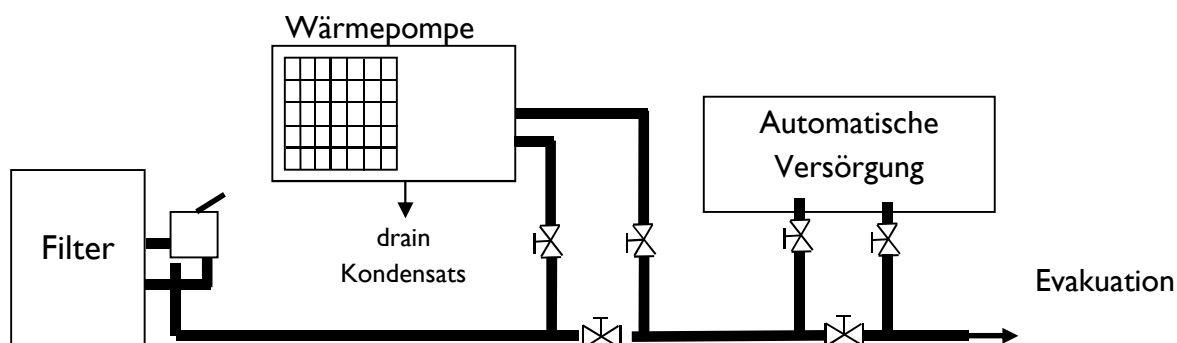 Wärmepompe
Automatische
Versörgung
Filter
drain
Kondensats
Evakuation